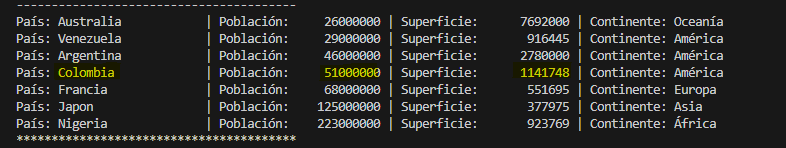 ---------------------------------------
País: Australia            | Población:     26000000 | Superficie:      7692000 | Continente: Oceanía
País: Venezuela            | Población:     29000000 | Superficie:       916445 | Continente: América
País: Argentina            | Población:     46000000 | Superficie:      2780000 | Continente: América
País: Colombia             | Población:     51000000 | Superficie:      1141748 | Continente: América
País: Francia              | Población:     68000000 | Superficie:       551695 | Continente: Europa
País: Japon                | Población:    125000000 | Superficie:       377975 | Continente: Asia
País: Nigeria              | Población:    223000000 | Superficie:       923769 | Continente: África
***************************************